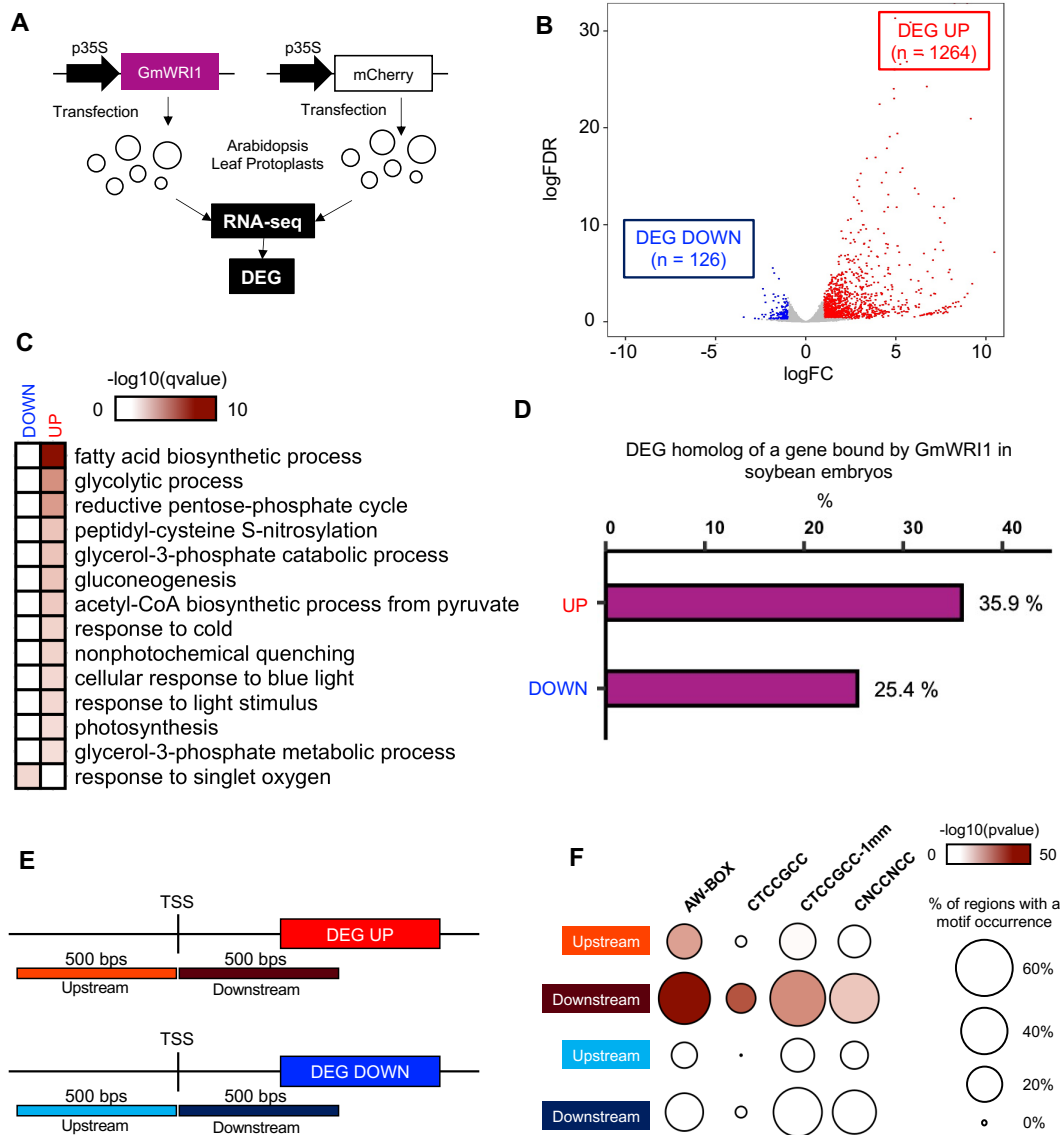 A
p35S
GmWRI1
p35S
mCherry
Transfection
Transfection
Arabidopsis
Leaf Protoplasts
RNA-seq
DEG
B
DEG UP
(n = 1264)
DEG DOWN
(n = 126)
logFDR
30
20
10
0
-10
-5
0
5
10
logFC
C
-log10(qvalue)
0
10
DOWN
UP
fatty acid biosynthetic process
glycolytic process
reductive pentose-phosphate cycle
peptidyl-cysteine S-nitrosylation
glycerol-3-phosphate catabolic process
gluconeogenesis
acetyl-CoA biosynthetic process from pyruvate
response to cold
nonphotochemical quenching
cellular response to blue light
response to light stimulus
photosynthesis
glycerol-3-phosphate metabolic process
response to singlet oxygen
D
DEG homolog of a gene bound by GmWRI1 in
soybean embryos
%
0 10 20 30 40
UP
35.9 %
DOWN
25.4 %
E
TSS
DEG UP
500 bps
500 bps
Upstream
Downstream
TSS
DEG DOWN
500 bps
500 bps
Upstream
Downstream
F
-log10(pvalue)
0
50
AW-BOX
CTCCGCC
CTCCGCC-1mm
CNCCNCC
Upstream
Downstream
Upstream
Downstream
% of regions with a
motif occurrence
60%
40%
20%
0%